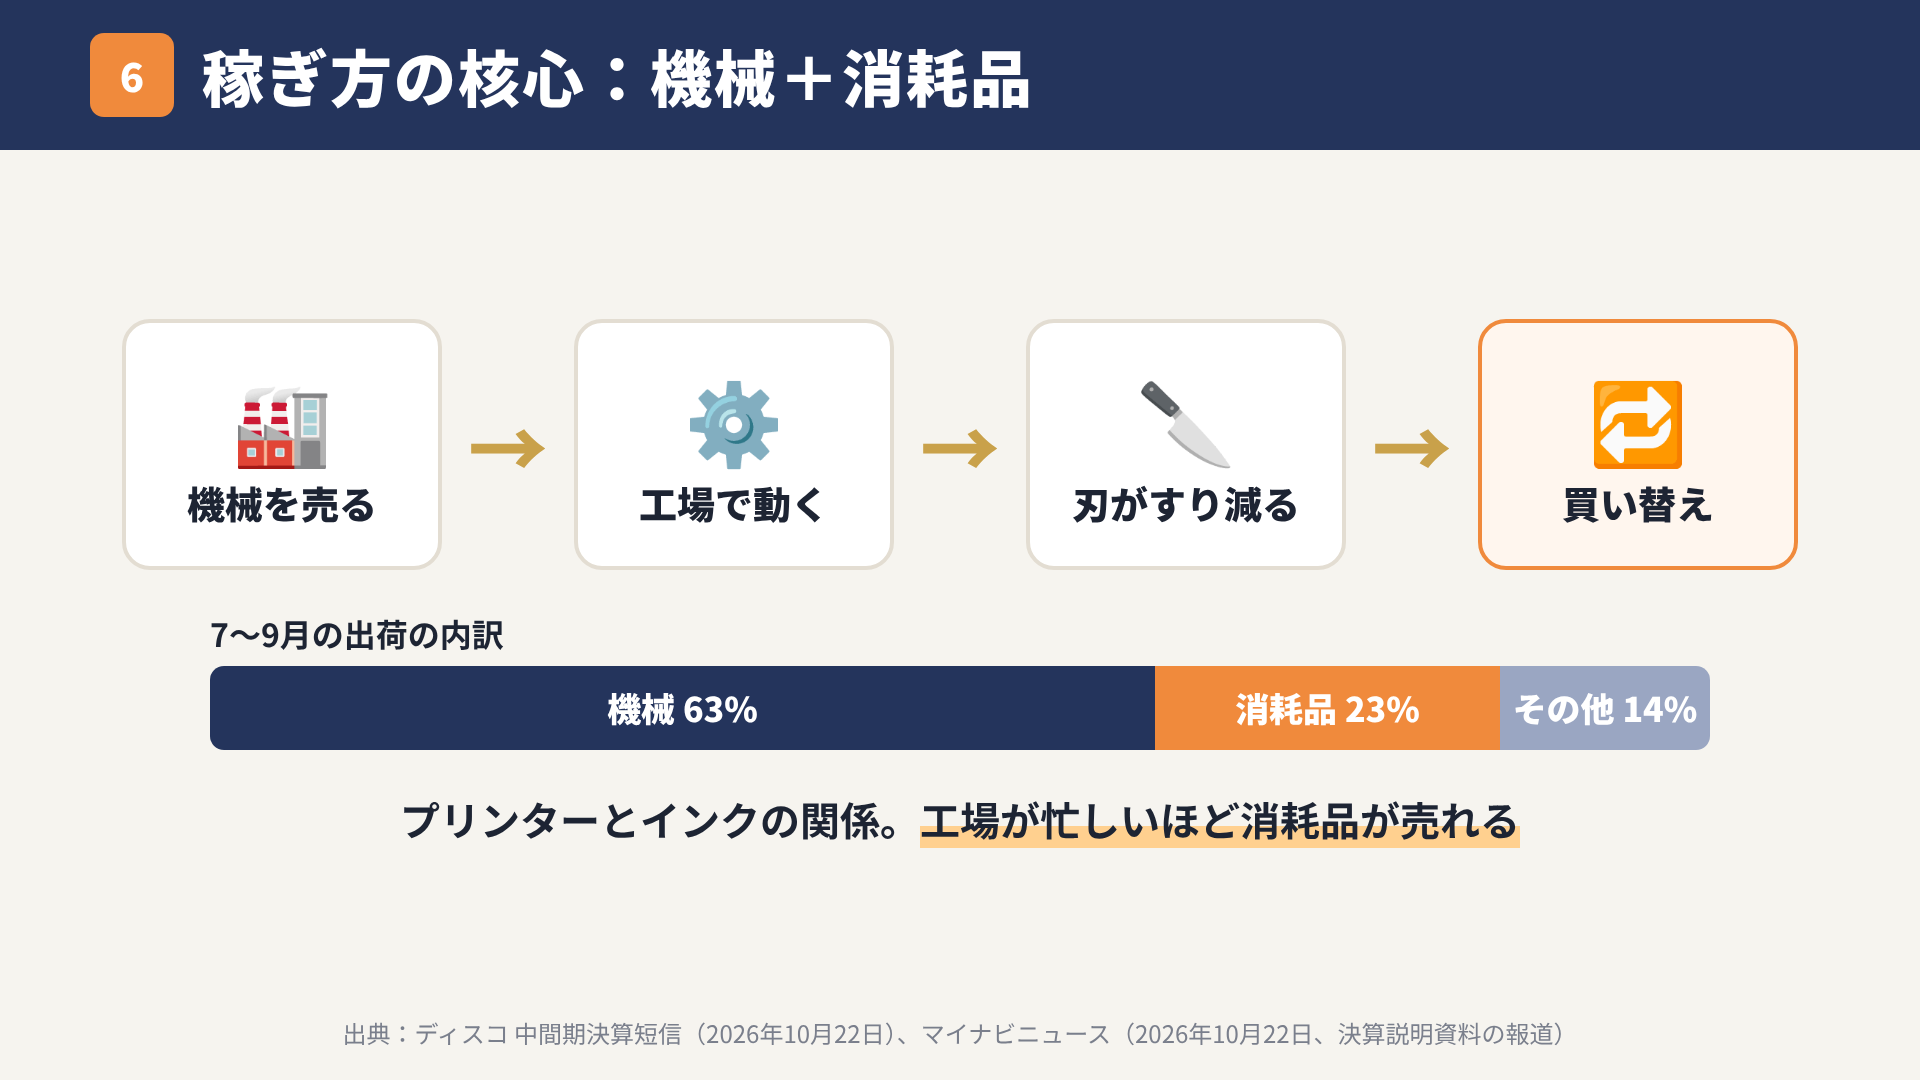 6
稼ぎ方の核心：機械＋消耗品
機械を売る
→
工場で動く
→
刃がすり減る
→
買い替え
7〜9月の出荷の内訳
機械 63%
消耗品 23%
その他 14%
プリンターとインクの関係。工場が忙しいほど消耗品が売れる
出典：ディスコ 中間期決算短信（2026年10月22日）、マイナビニュース（2026年10月22日、決算説明資料の報道）